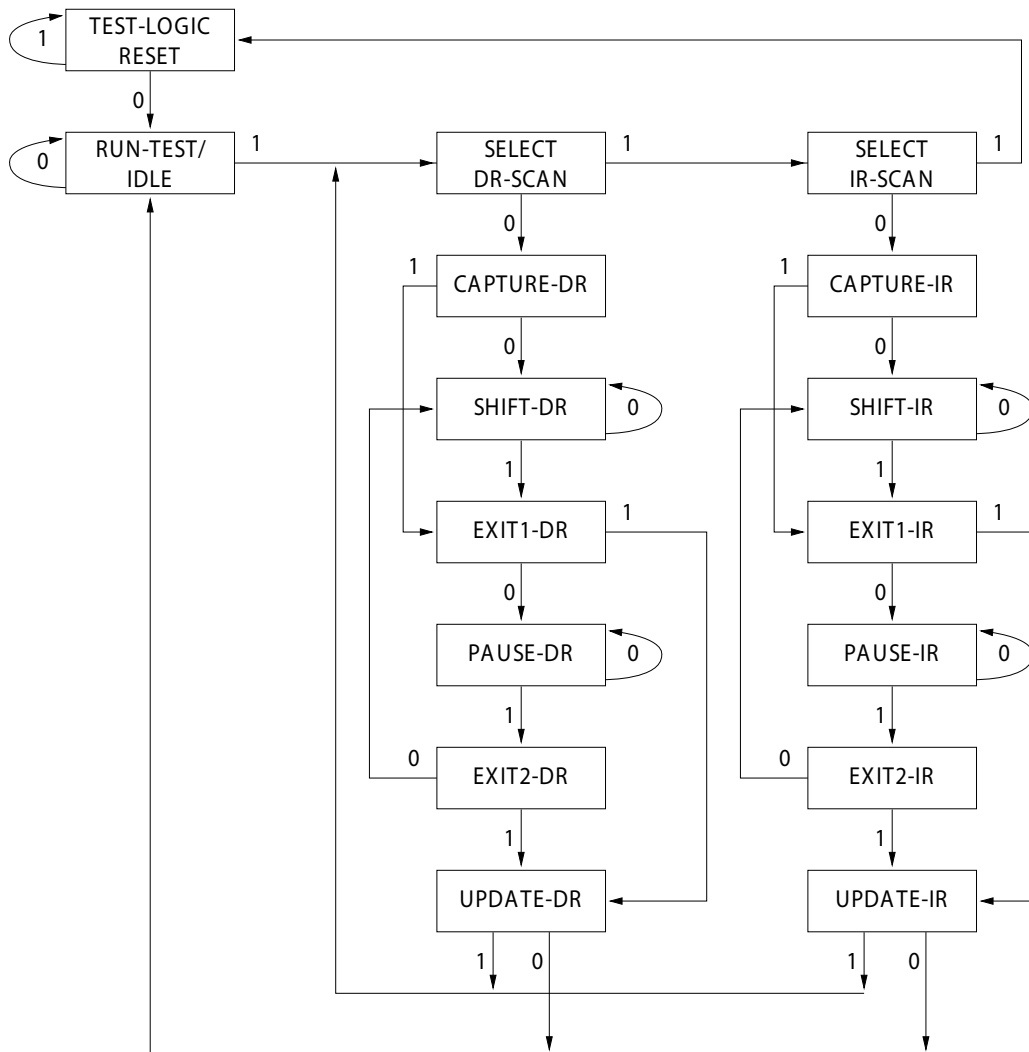 TEST-LOGIC
RESET
1
0
RUN-TEST/
IDLE
0
1
SELECT
DR-SCAN
1
SELECT
IR-SCAN
1
0
0
1
CAPTURE-DR
1
CAPTURE-IR
0
0
SHIFT-DR
0
SHIFT-IR
0
1
1
EXIT1-DR
1
EXIT1-IR
1
0
0
PAUSE-DR
0
PAUSE-IR
0
1
1
0
EXIT2-DR
0
EXIT2-IR
1
1
UPDATE-DR
UPDATE-IR
1
0
1
0